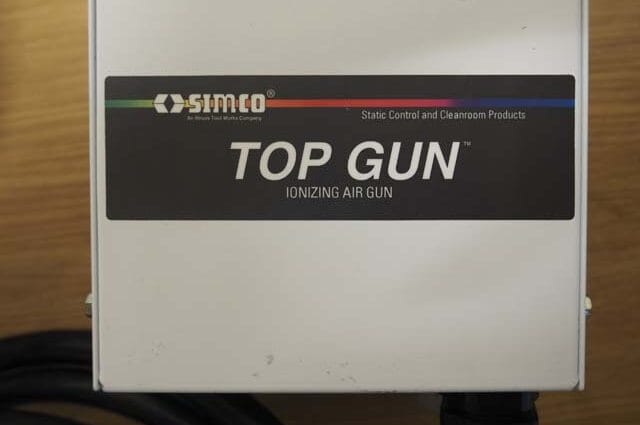 SIMCO®
An Illinois Tool Works Company
Static Control and Cleanroom Products
TOP GUN™
IONIZING AIR GUN